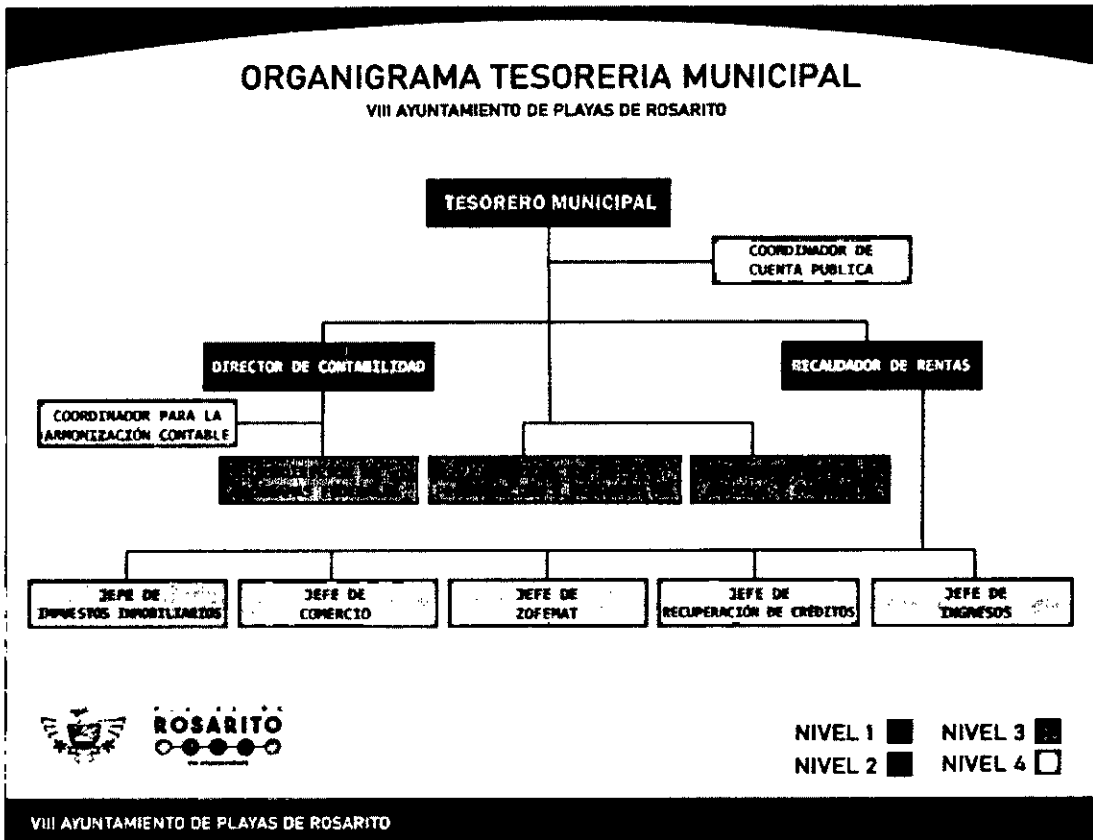 ORGANIGRAMA TESORERIA MUNICIPAL
VIII AYUNTAMIENTO DE PLAYAS DE ROSARITO
TESORERO MUNICIPAL
COORDINADOR DE
CUENTA PUBLICA
DIRECTOR DE CONTABILIDAD
RECAUDADOR DE RENTAS
COORDINADOR PARA LA
ARMONIZACIÓN CONTABLE
JEFE DE
IMPUESTOS INMOBILIARIOS
JEFE DE
COMERCIO
JEFE DE
ZOFEMAT
JEFE DE
RECUPERACIÓN DE CRÉDITOS
JEFE DE
INGRESOS
ROSARITO
NIVEL 1
NIVEL 3
NIVEL 2
NIVEL 4
VIII AYUNTAMIENTO DE PLAYAS DE ROSARITO